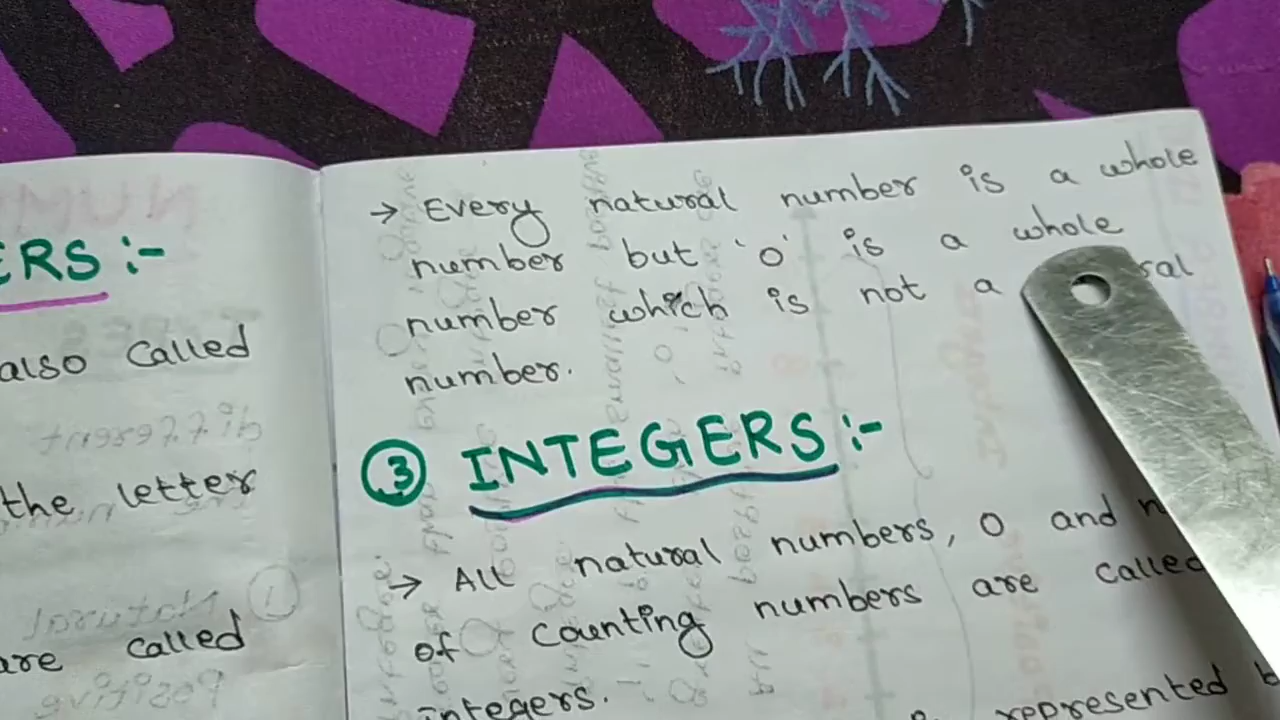 ERS :-
also called
the letter
are called
→ Every natural number is a whole
number but '0' is a whole
number which is not a
number.
③ INTEGERS :-
→ All natural numbers, 0 and
of counting numbers are called
integers.
represented